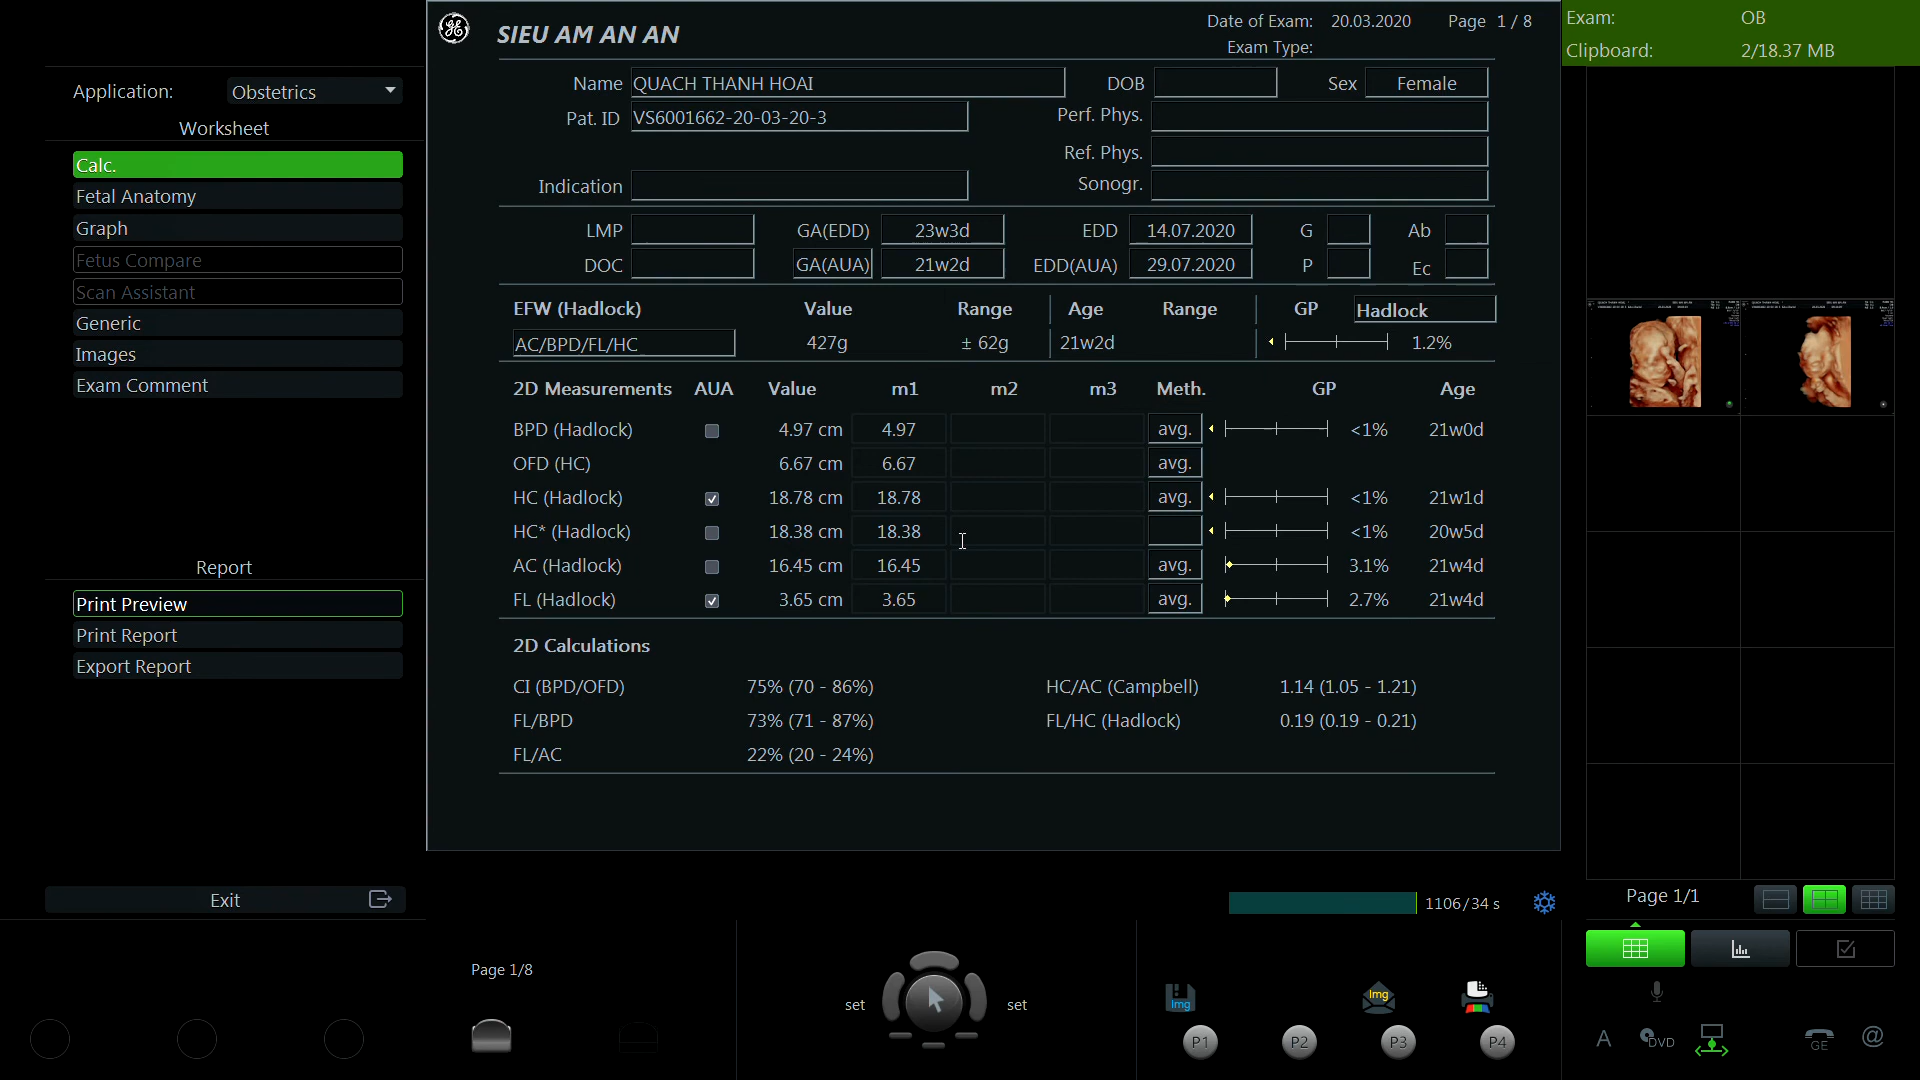 Application: Obstetrics
Worksheet
Calc.
Fetal Anatomy
Graph
Fetus Compare
Scan Assistant
Generic
Images
Exam Comment
Report
Print Preview
Print Report
Export Report
Exit
SIEU AM AN AN
Date of Exam: 20.03.2020 Page 1 / 8
Exam Type:
Name QUACH THANH HOAI DOB Sex Female
Pat. ID VS6001662-20-03-20-3 Perf. Phys.
Ref. Phys.
Indication Sonogr.
LMP GA(EDD) 23w3d EDD 14.07.2020 G Ab
DOC GA(AUA) 21w2d EDD(AUA) 29.07.2020 P Ec
EFW (Hadlock) Value Range Age Range GP Hadlock
AC/BPD/FL/HC 427g ± 62g 21w2d 1.2%
2D Measurements AUA Value m1 m2 m3 Meth. GP Age
BPD (Hadlock) 4.97 cm 4.97 avg. <1% 21w0d
OFD (HC) 6.67 cm 6.67 avg.
HC (Hadlock) 18.78 cm 18.78 avg. <1% 21w1d
HC* (Hadlock) 18.38 cm 18.38 <1% 20w5d
AC (Hadlock) 16.45 cm 16.45 avg. 3.1% 21w4d
FL (Hadlock) 3.65 cm 3.65 avg. 2.7% 21w4d
2D Calculations
CI (BPD/OFD) 75% (70 - 86%) HC/AC (Campbell) 1.14 (1.05 - 1.21)
FL/BPD 73% (71 - 87%) FL/HC (Hadlock) 0.19 (0.19 - 0.21)
FL/AC 22% (20 - 24%)
1106/34 s
Page 1/8
set set
Img Img
P1 P2 P3 P4
Exam: OB
Clipboard: 2/18.37 MB
Page 1/1
A DVD GE @